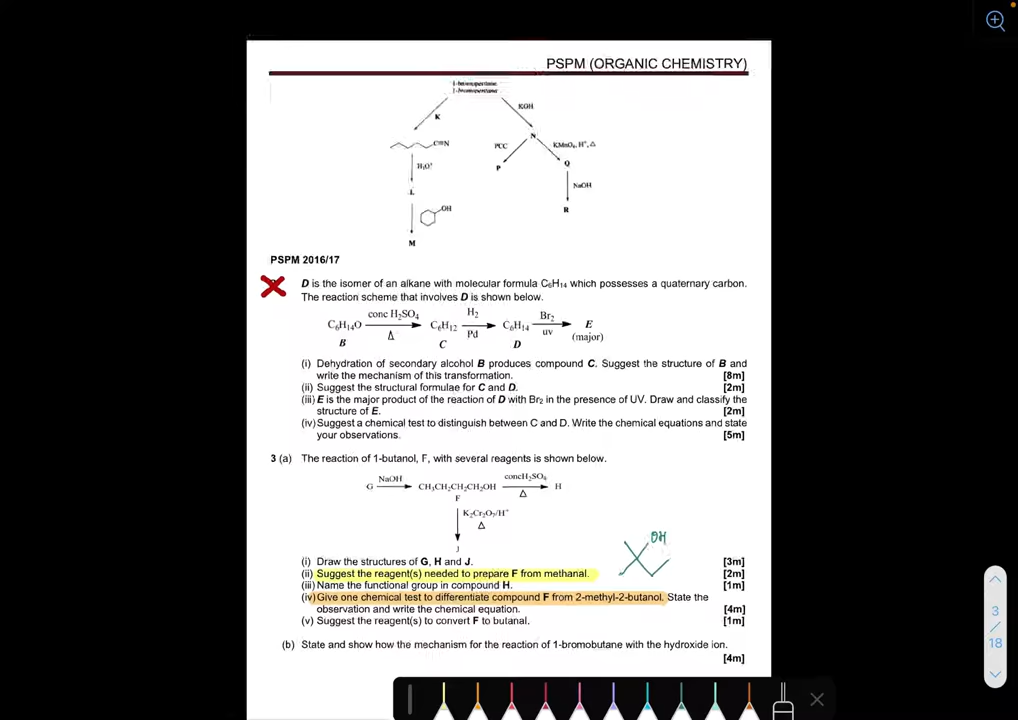 PSPM (ORGANIC CHEMISTRY)
1-bromopentane
K
KOH
C≡N
N
PCC
KMnO₄, H⁺, Δ
H₃O⁺
P
Q
L
NaOH
OH
R
M
PSPM 2016/17
D is the isomer of an alkane with molecular formula C₆H₁₄ which possesses a quaternary carbon.
The reaction scheme that involves D is shown below.
C₆H₁₄O conc H₂SO₄ Δ C₆H₁₂ H₂ Pd C₆H₁₄ Br₂ uv E
B C D (major)
(i) Dehydration of secondary alcohol B produces compound C. Suggest the structure of B and
write the mechanism of this transformation. [8m]
(ii) Suggest the structural formulae for C and D. [2m]
(iii) E is the major product of the reaction of D with Br₂ in the presence of UV. Draw and classify the
structure of E. [2m]
(iv) Suggest a chemical test to distinguish between C and D. Write the chemical equations and state
your observations. [5m]
3 (a) The reaction of 1-butanol, F, with several reagents is shown below.
G NaOH CH₃CH₂CH₂CH₂OH concH₂SO₄ Δ H
F
K₂Cr₂O₇/H⁺
Δ
J
OH
(i) Draw the structures of G, H and J. [3m]
(ii) Suggest the reagent(s) needed to prepare F from methanal. [2m]
(iii) Name the functional group in compound H. [1m]
(iv) Give one chemical test to differentiate compound F from 2-methyl-2-butanol. State the
observation and write the chemical equation. [4m]
(v) Suggest the reagent(s) to convert F to butanal. [1m]
(b) State and show how the mechanism for the reaction of 1-bromobutane with the hydroxide ion.
[4m]
3
/
18